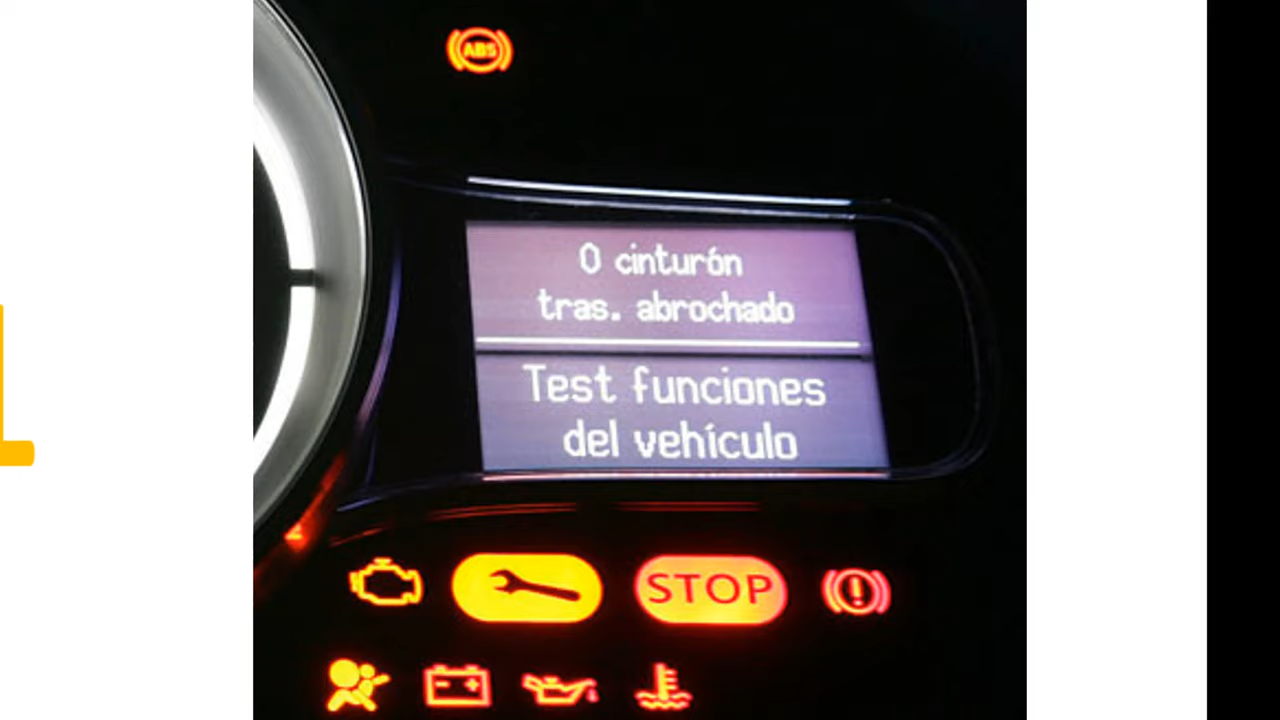 ABS
0 cinturón
tras. abrochado
Test funciones
del vehículo
STOP